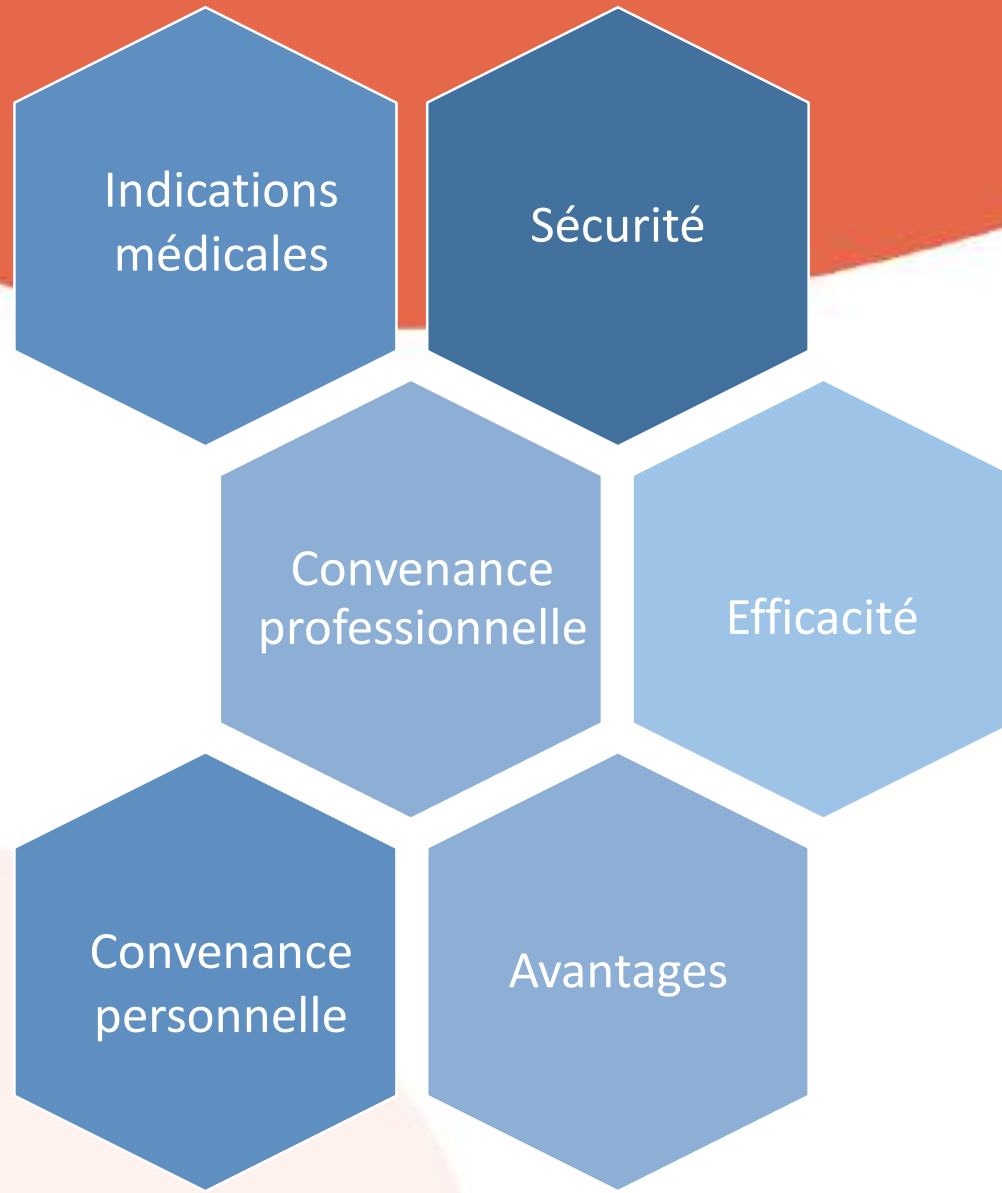 Indications
médicales
Sécurité
Convenance
professionnelle
Efficacité
Convenance
personnelle
Avantages